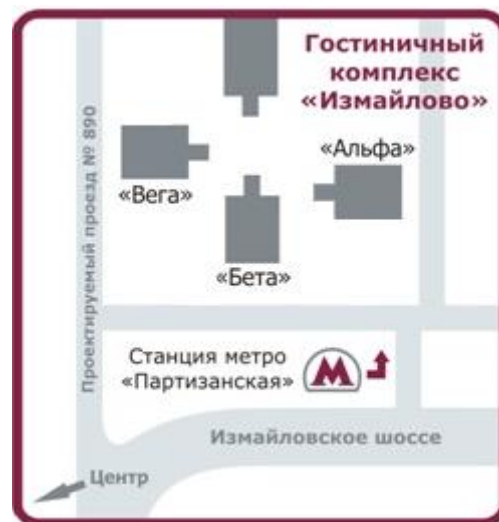 Гостиничный
комплекс
«Измайлово»
«Альфа»
«Вега»
«Бета»
Проектируемый проезд № 890
Станция метро
«Партизанская»
М
Измайловское шоссе
Центр